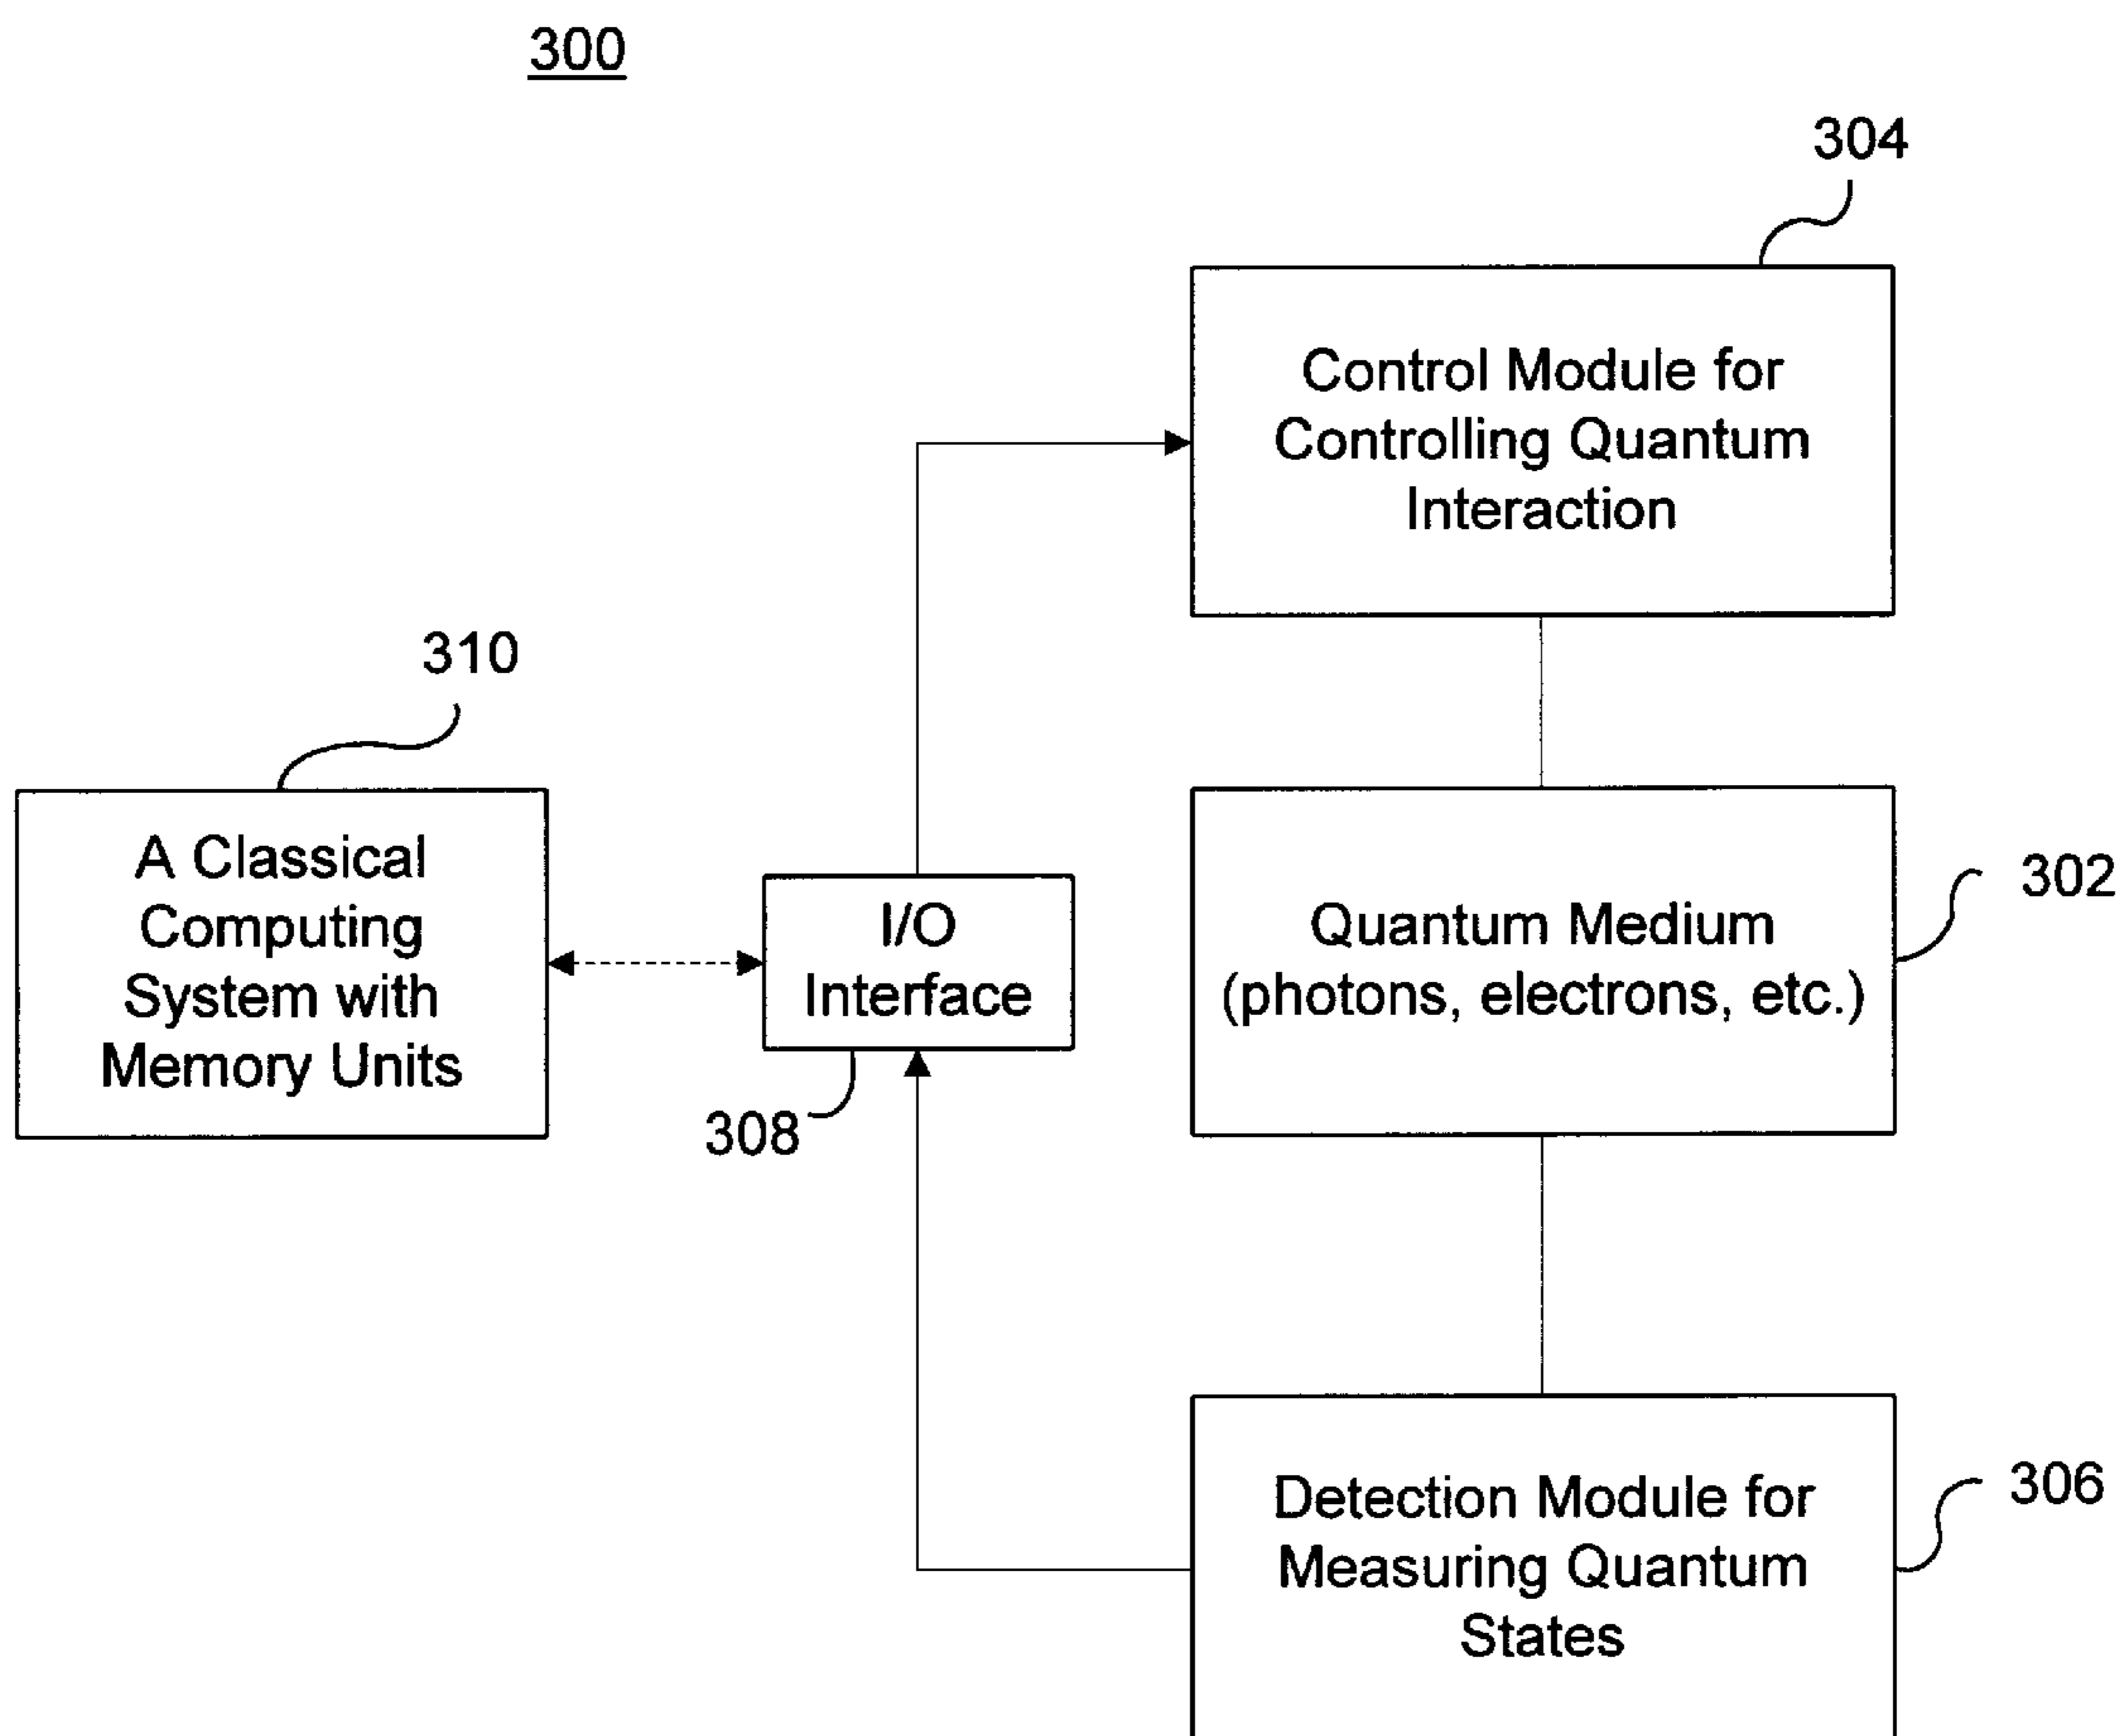 300
304
Control Module for
Controlling Quantum
Interaction
310
A Classical
Computing
System with
Memory Units
I/O
Interface
308
Quantum Medium
(photons, electrons, etc.)
302
Detection Module for
Measuring Quantum
States
306